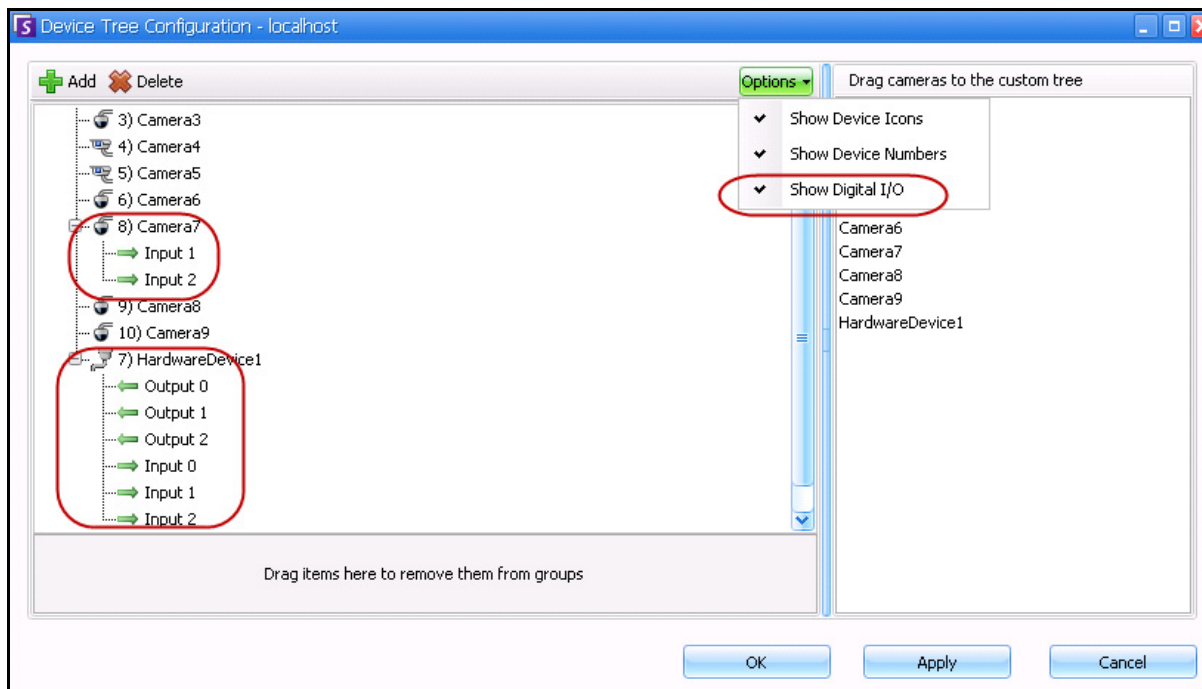 Device Tree Configuration - localhost
Add Delete Options
Drag cameras to the custom tree
Show Device Icons
Show Device Numbers
Show Digital I/O
3) Camera3
4) Camera4
5) Camera5
6) Camera6
8) Camera7
Input 1
Input 2
9) Camera8
10) Camera9
7) HardwareDevice1
Output 0
Output 1
Output 2
Input 0
Input 1
Input 2
Camera6
Camera7
Camera8
Camera9
HardwareDevice1
Drag items here to remove them from groups
OK Apply Cancel